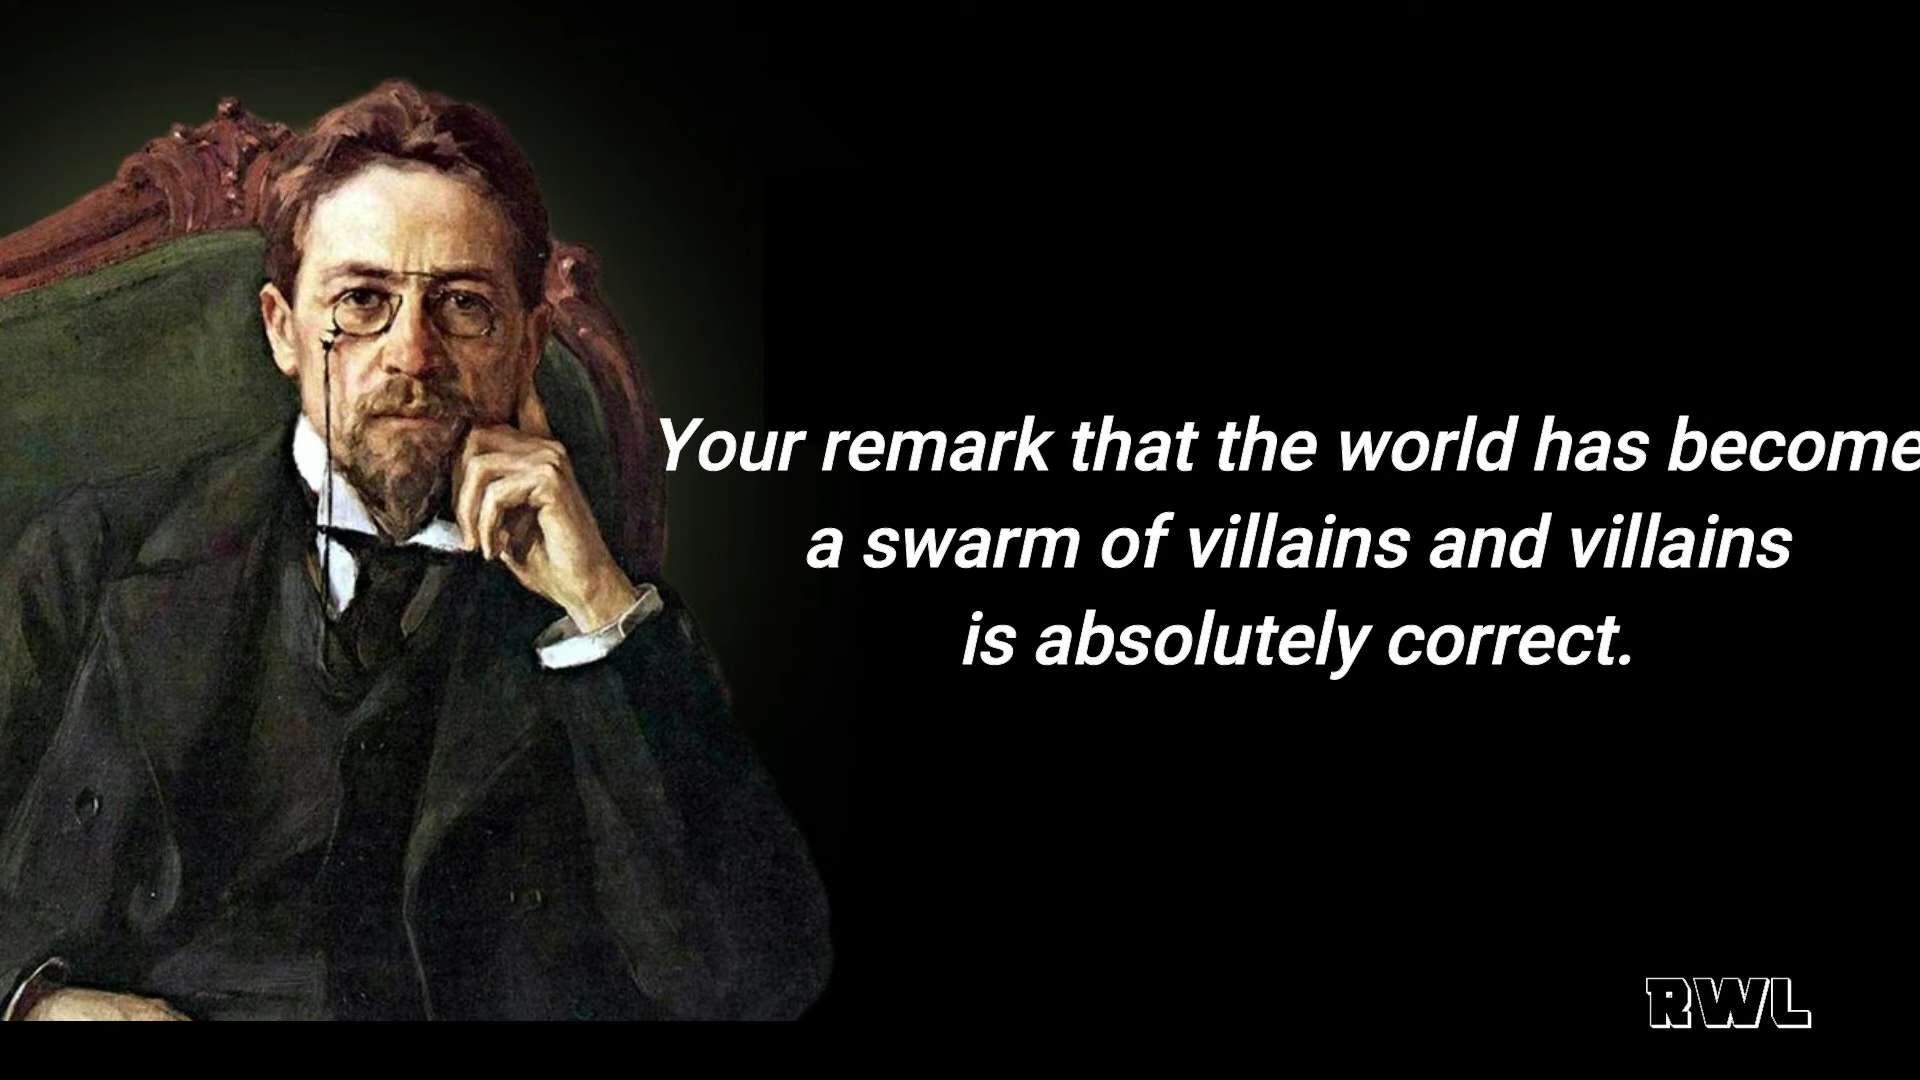 Your remark that the world has become
a swarm of villains and villains
is absolutely correct.
RWL